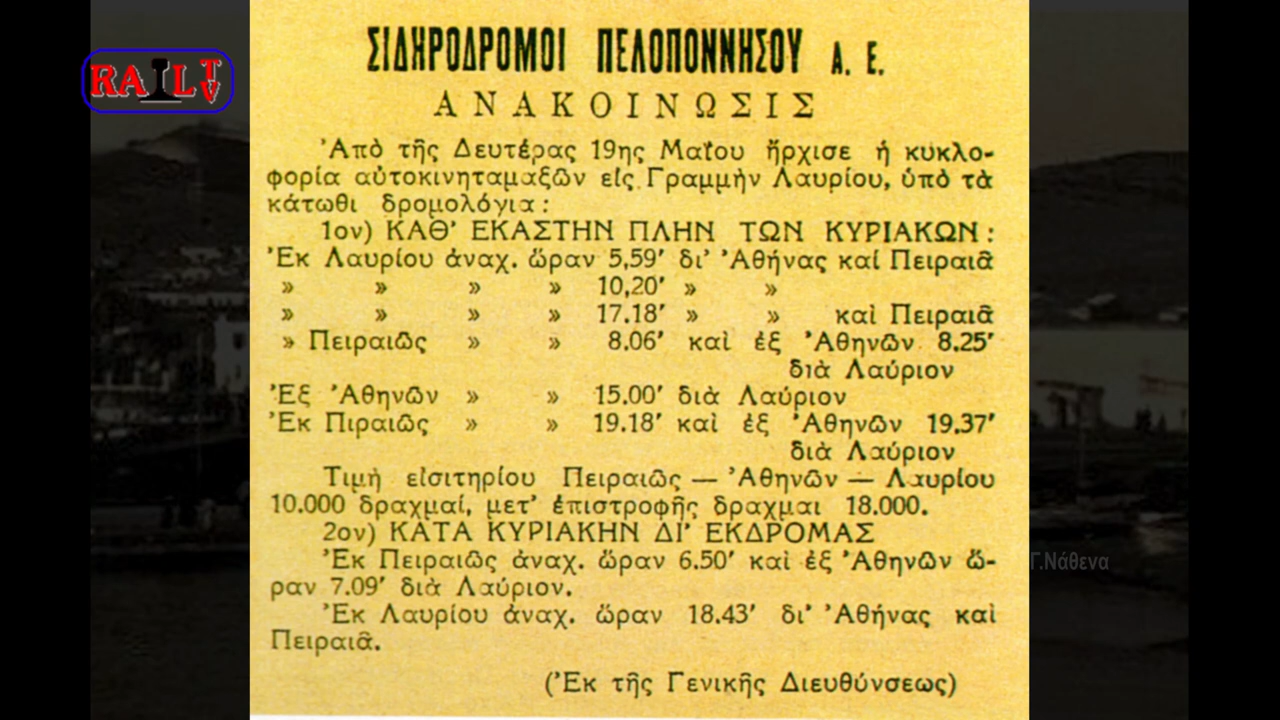 RAIL TV
ΣΙΔΗΡΟΔΡΟΜΟΙ ΠΕΛΟΠΟΝΝΗΣΟΥ Α. Ε.
ΑΝΑΚΟΙΝΩΣΙΣ
Ἀπὸ τῆς Δευτέρας 19ης Μαΐου ἤρχισε ἡ κυκλο-
φορία αὐτοκινηταμαξῶν εἰς Γραμμὴν Λαυρίου, ὑπὸ τὰ
κάτωθι δρομολόγια:
1ον) ΚΑΘ' ΕΚΑΣΤΗΝ ΠΛΗΝ ΤΩΝ ΚΥΡΙΑΚΩΝ:
Ἐκ Λαυρίου ἀναχ. ὥραν 5,59' δι' Ἀθήνας καί Πειραιᾶ
» » » » 10,20' » »
» » » » 17.18' » » καὶ Πειραιᾶ
» Πειραιῶς » » 8.06' καὶ ἐξ Ἀθηνῶν 8.25'
διὰ Λαύριον
Ἐξ Ἀθηνῶν » » 15.00' διὰ Λαύριον
Ἐκ Πιραιῶς » » 19.18' καὶ ἐξ Ἀθηνῶν 19.37'
διὰ Λαύριον
Τιμὴ εἰσιτηρίου Πειραιῶς — Ἀθηνῶν — Λαυρίου
10.000 δραχμαί, μετ' ἐπιστροφῆς δραχμαι 18.000.
2ον) ΚΑΤΑ ΚΥΡΙΑΚΗΝ ΔΙ' ΕΚΔΡΟΜΑΣ
Ἐκ Πειραιῶς ἀναχ. ὥραν 6.50' καὶ ἐξ Ἀθηνῶν ὥ-
ραν 7.09' διὰ Λαύριον.
Ἐκ Λαυρίου ἀναχ. ὥραν 18.43' δι' Ἀθήνας καὶ
Πειραιᾶ.
(Ἐκ τῆς Γενικῆς Διευθύνσεως)
Γ.Νάθενα